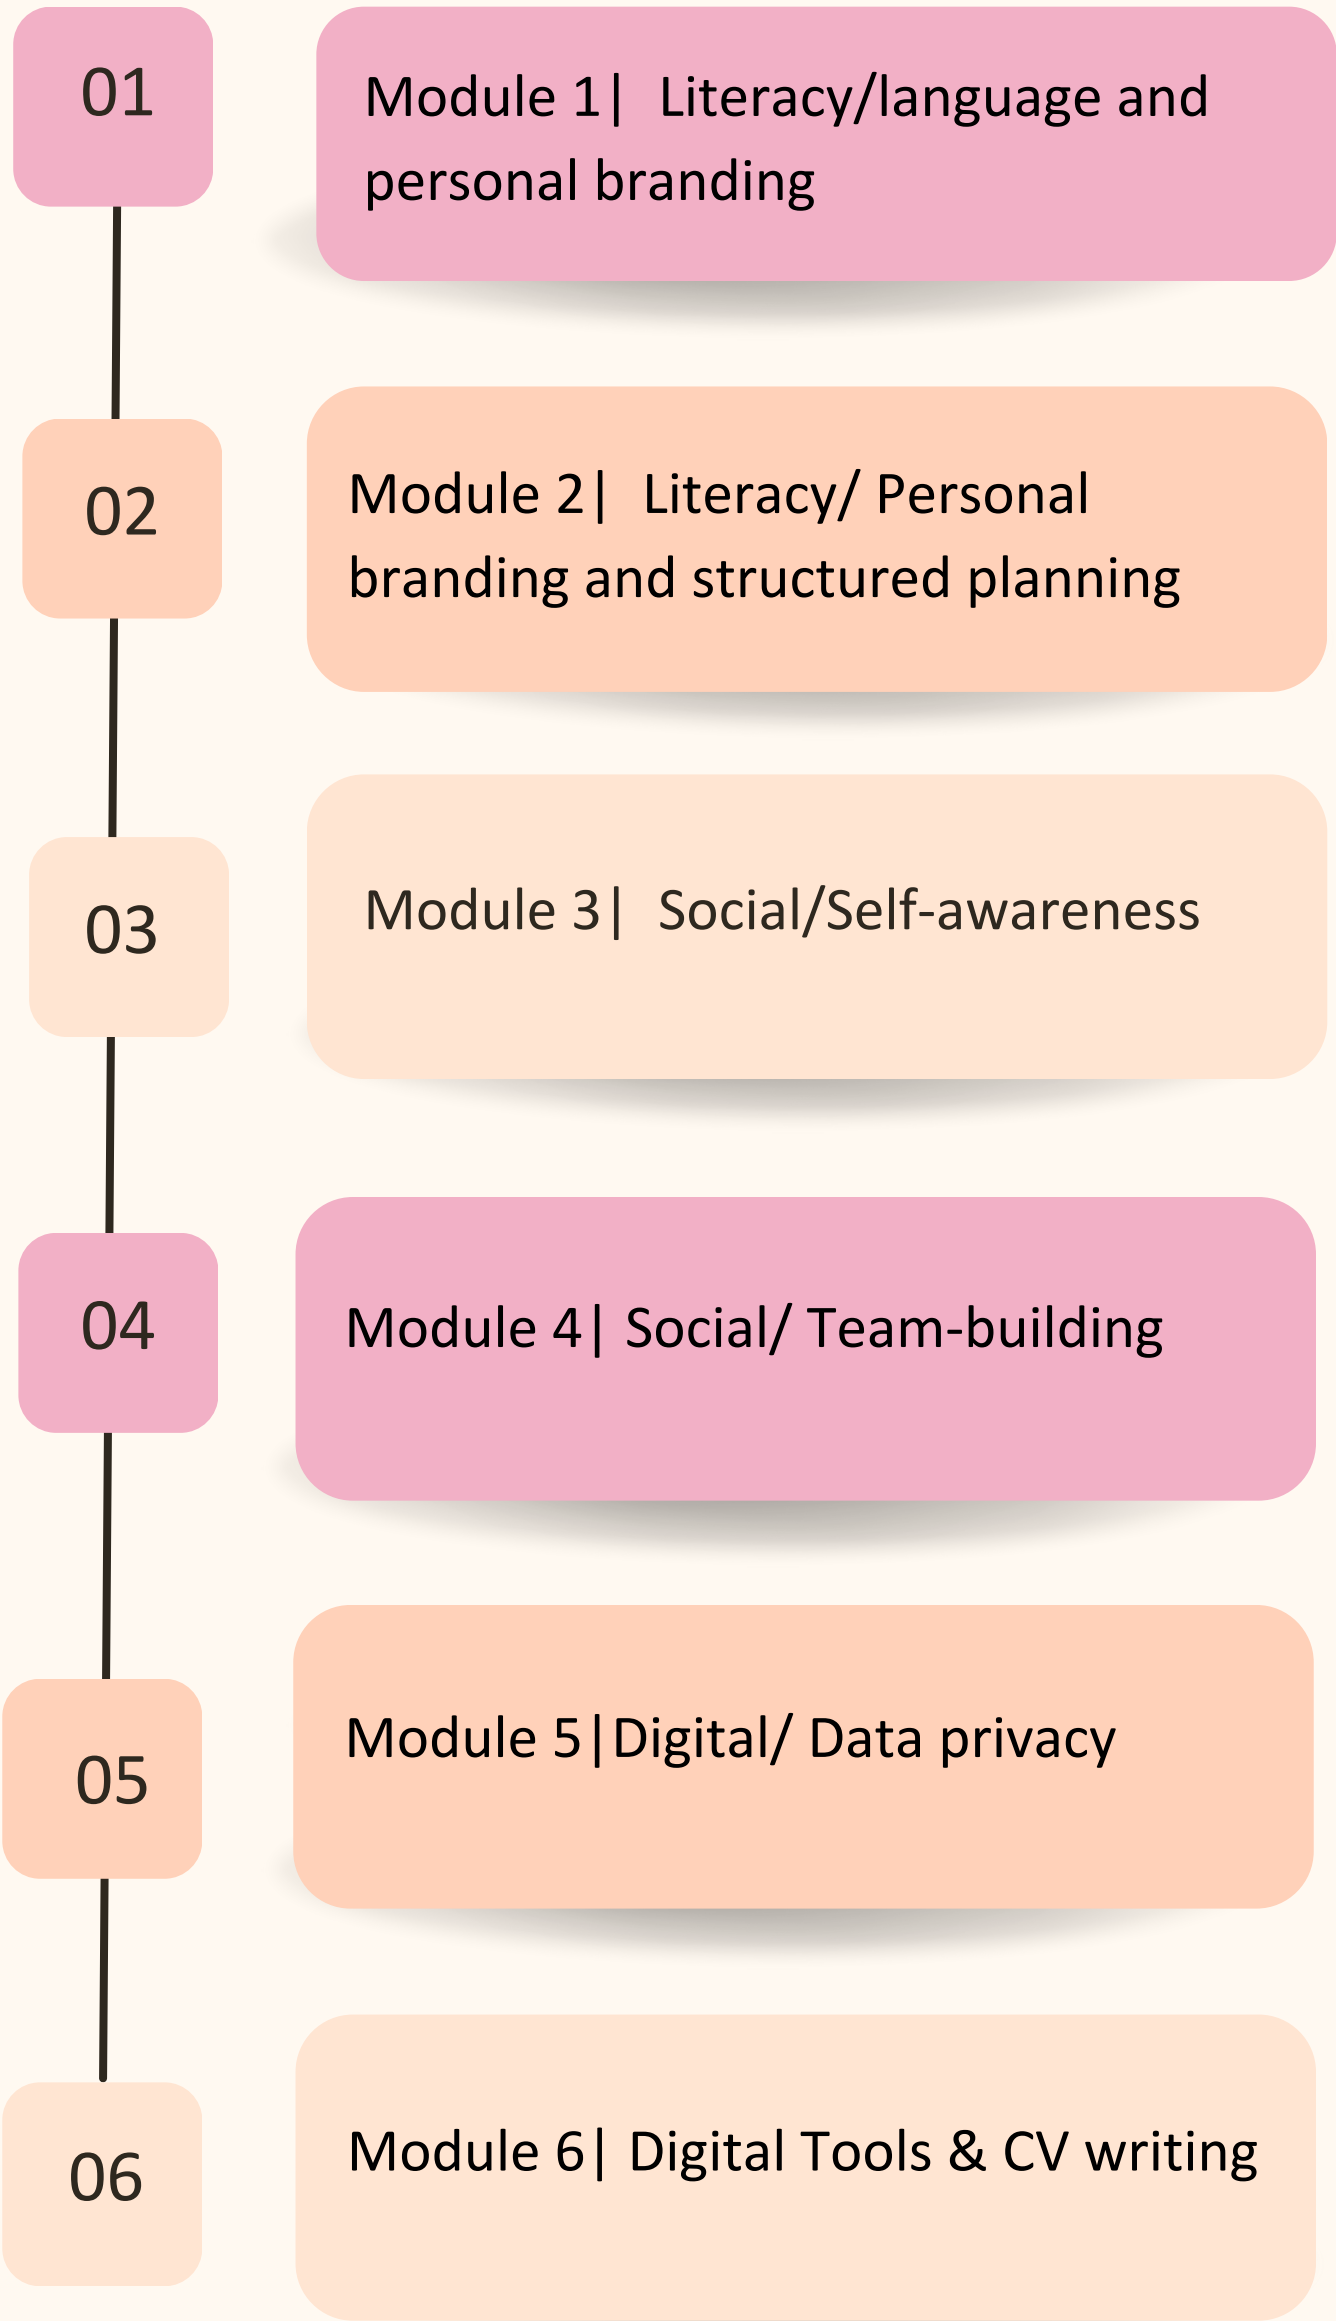 01
Module 1|  Literacy/language and
personal branding
02
Module 2|  Literacy/ Personal
branding and structured planning
03
Module 3|  Social/Self-awareness
04
Module 4| Social/ Team-building
05
Module 5|Digital/ Data privacy
06
Module 6| Digital Tools & CV writing